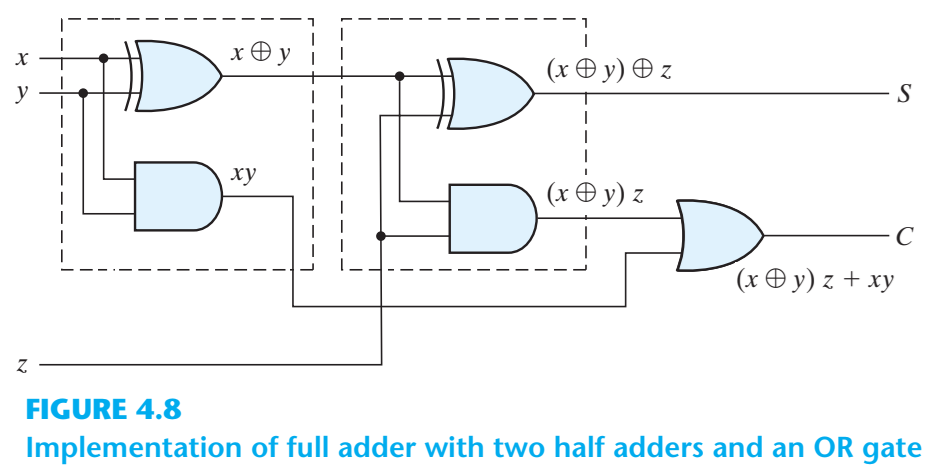 x
y
x ⊕ y
(x ⊕ y) ⊕ z
S
xy
(x ⊕ y) z
C
(x ⊕ y) z + xy
z
FIGURE 4.8
Implementation of full adder with two half adders and an OR gate